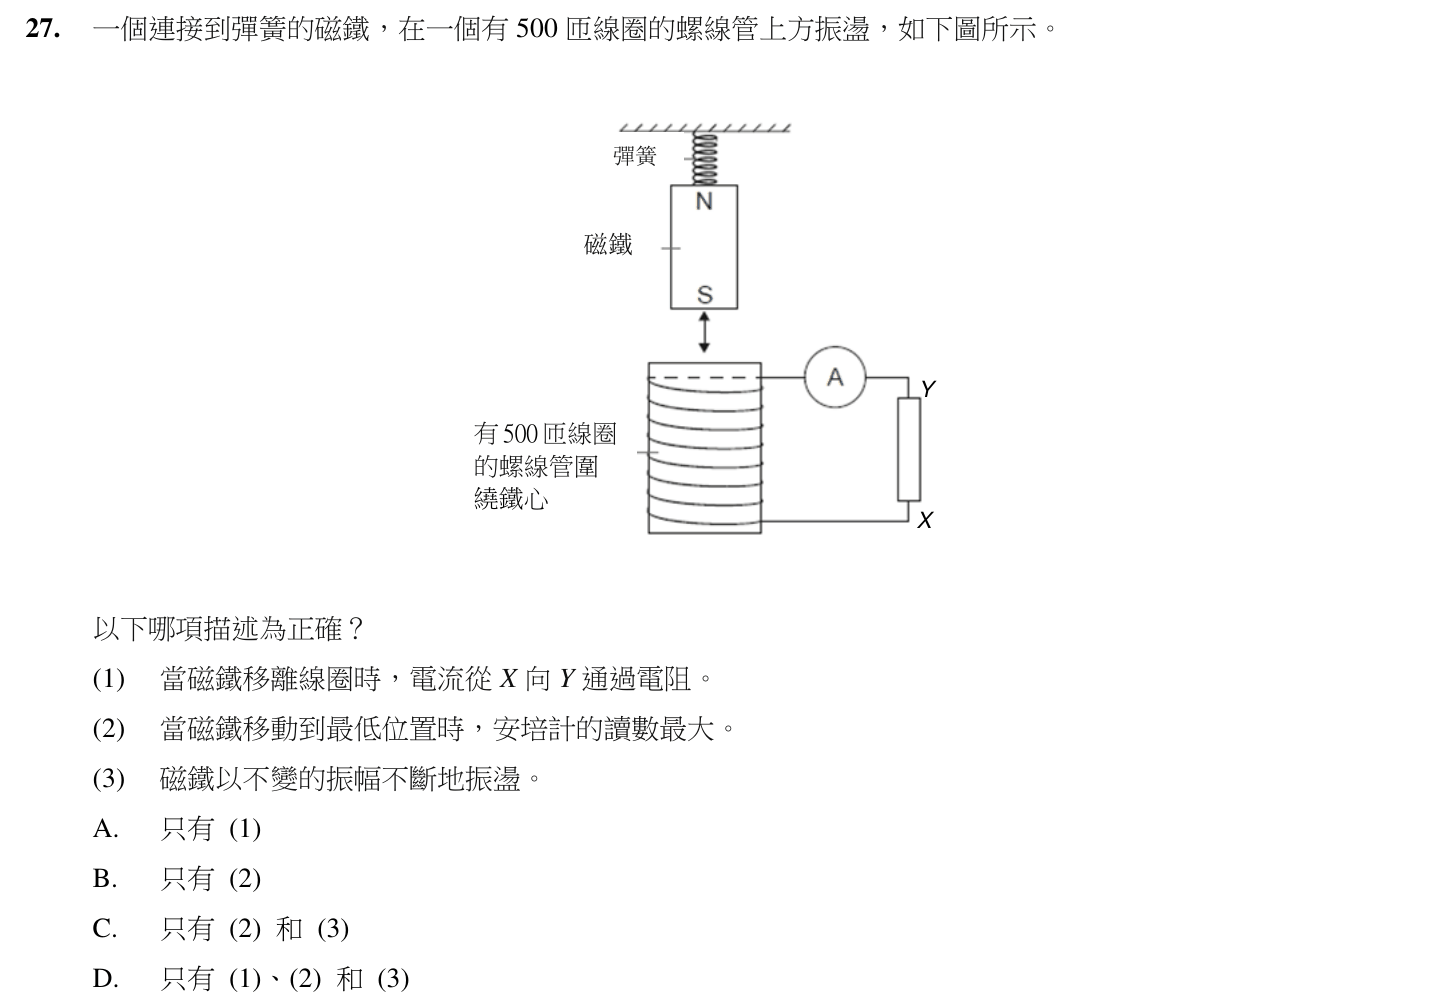 27. 一個連接到彈簧的磁鐵，在一個有 500 匝線圈的螺線管上方振盪，如下圖所示。
彈簧
N
磁鐵
S
A
Y
有 500 匝線圈
的螺線管圍
繞鐵心
X
以下哪項描述為正確？
(1) 當磁鐵移離線圈時，電流從 X 向 Y 通過電阻。
(2) 當磁鐵移動到最低位置時，安培計的讀數最大。
(3) 磁鐵以不變的振幅不斷地振盪。
A. 只有 (1)
B. 只有 (2)
C. 只有 (2) 和 (3)
D. 只有 (1)、(2) 和 (3)